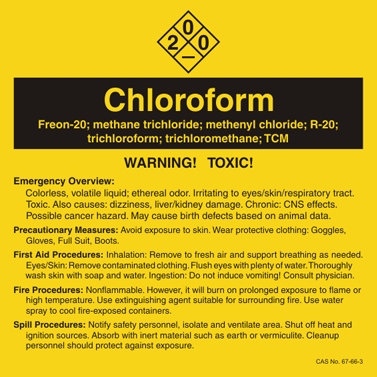 0
2 0
–
Chloroform
Freon-20; methane trichloride; methenyl chloride; R-20;
trichloroform; trichloromethane; TCM
WARNING! TOXIC!
Emergency Overview:
Colorless, volatile liquid; ethereal odor. Irritating to eyes/skin/respiratory tract.
Toxic. Also causes: dizziness, liver/kidney damage. Chronic: CNS effects.
Possible cancer hazard. May cause birth defects based on animal data.
Precautionary Measures: Avoid exposure to skin. Wear protective clothing: Goggles,
Gloves, Full Suit, Boots.
First Aid Procedures: Inhalation: Remove to fresh air and support breathing as needed.
Eyes/Skin: Remove contaminated clothing. Flush eyes with plenty of water. Thoroughly
wash skin with soap and water. Ingestion: Do not induce vomiting! Consult physician.
Fire Procedures: Nonflammable. However, it will burn on prolonged exposure to flame or
high temperature. Use extinguishing agent suitable for surrounding fire. Use water
spray to cool fire-exposed containers.
Spill Procedures: Notify safety personnel, isolate and ventilate area. Shut off heat and
ignition sources. Absorb with inert material such as earth or vermiculite. Cleanup
personnel should protect against exposure.
CAS No. 67-66-3